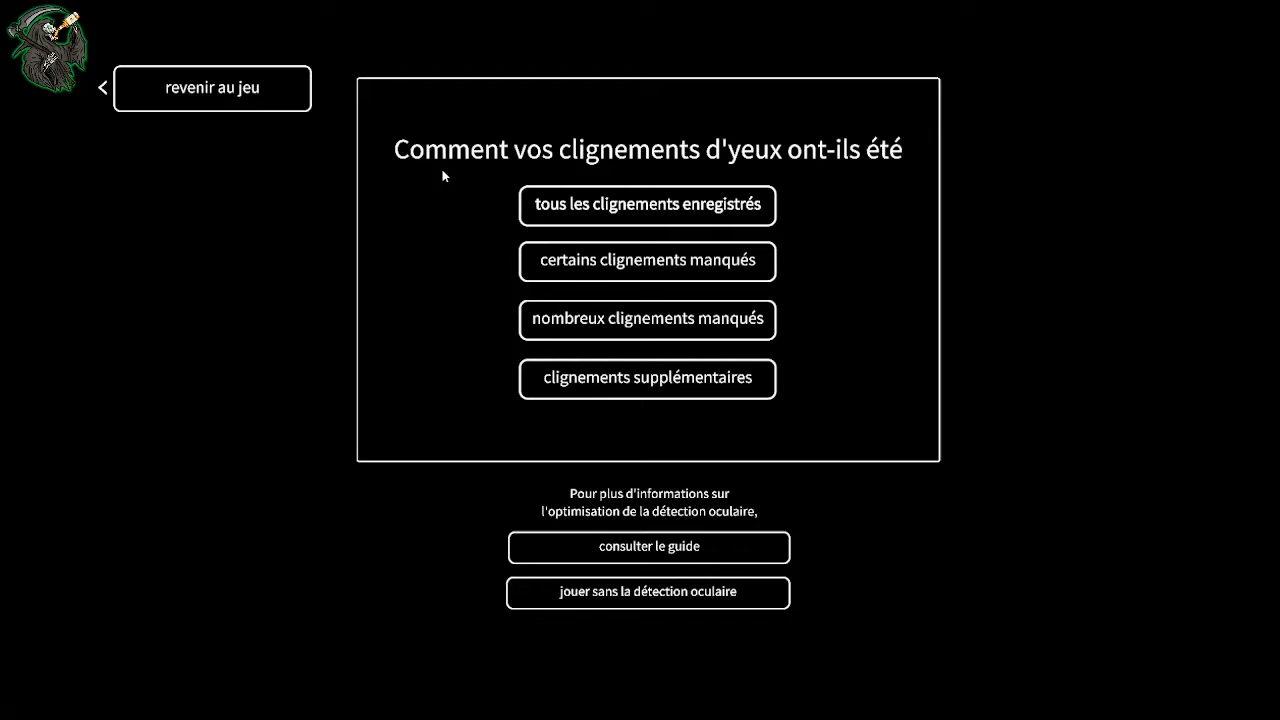 revenir au jeu
Comment vos clignements d'yeux ont-ils été
tous les clignements enregistrés
certains clignements manqués
nombreux clignements manqués
clignements supplémentaires
Pour plus d'informations sur
l'optimisation de la détection oculaire,
consulter le guide
jouer sans la détection oculaire